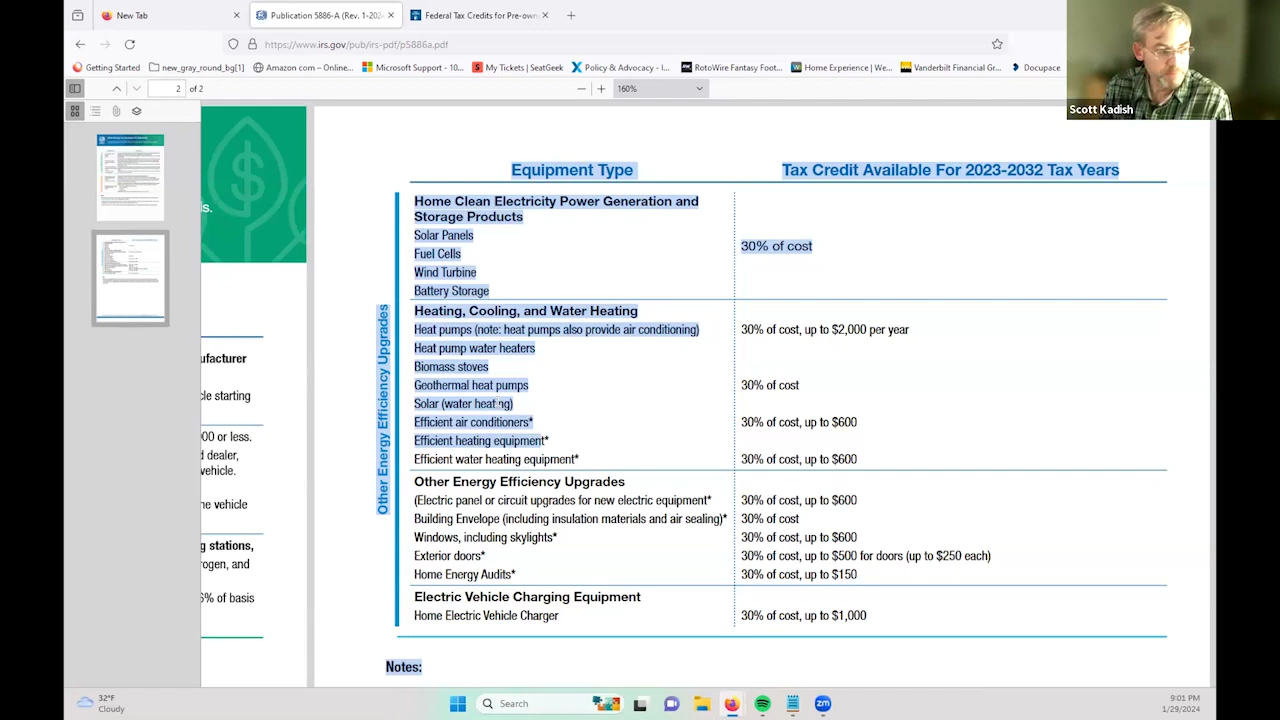 New Tab
Publication 5886-A (Rev. 1-2024
Federal Tax Credits for Pre-own
https://www.irs.gov/pub/irs-pdf/p5886a.pdf
Getting Started
new_gray_round_bg[1]
Amazon com – Online...
Microsoft Support - 10...
My Tickets | SeatGeek
Policy & Advocacy - I...
RotoWire Fantasy Foot...
Home Experience | We...
Vanderbilt Financial Gr...
Docupace
2 of 2
160%
Scott Kadish
s.
ufacturer
cle starting
00 or less.
d dealer,
vehicle.
ne vehicle
g stations,
rogen, and
6% of basis
Equipment Type Tax Credit Available For 2023-2032 Tax Years
Other Energy Efficiency Upgrades
Home Clean Electricity Power Generation and
Storage Products
Solar Panels
30% of cost
Fuel Cells
Wind Turbine
Battery Storage
Heating, Cooling, and Water Heating
Heat pumps (note: heat pumps also provide air conditioning) 30% of cost, up to $2,000 per year
Heat pump water heaters
Biomass stoves
Geothermal heat pumps 30% of cost
Solar (water heating)
Efficient air conditioners* 30% of cost, up to $600
Efficient heating equipment*
Efficient water heating equipment* 30% of cost, up to $600
Other Energy Efficiency Upgrades
(Electric panel or circuit upgrades for new electric equipment* 30% of cost, up to $600
Building Envelope (including insulation materials and air sealing)* 30% of cost
Windows, including skylights* 30% of cost, up to $600
Exterior doors* 30% of cost, up to $500 for doors (up to $250 each)
Home Energy Audits* 30% of cost, up to $150
Electric Vehicle Charging Equipment
Home Electric Vehicle Charger 30% of cost, up to $1,000
Notes:
32°F
Cloudy
Search
9:01 PM
1/29/2024